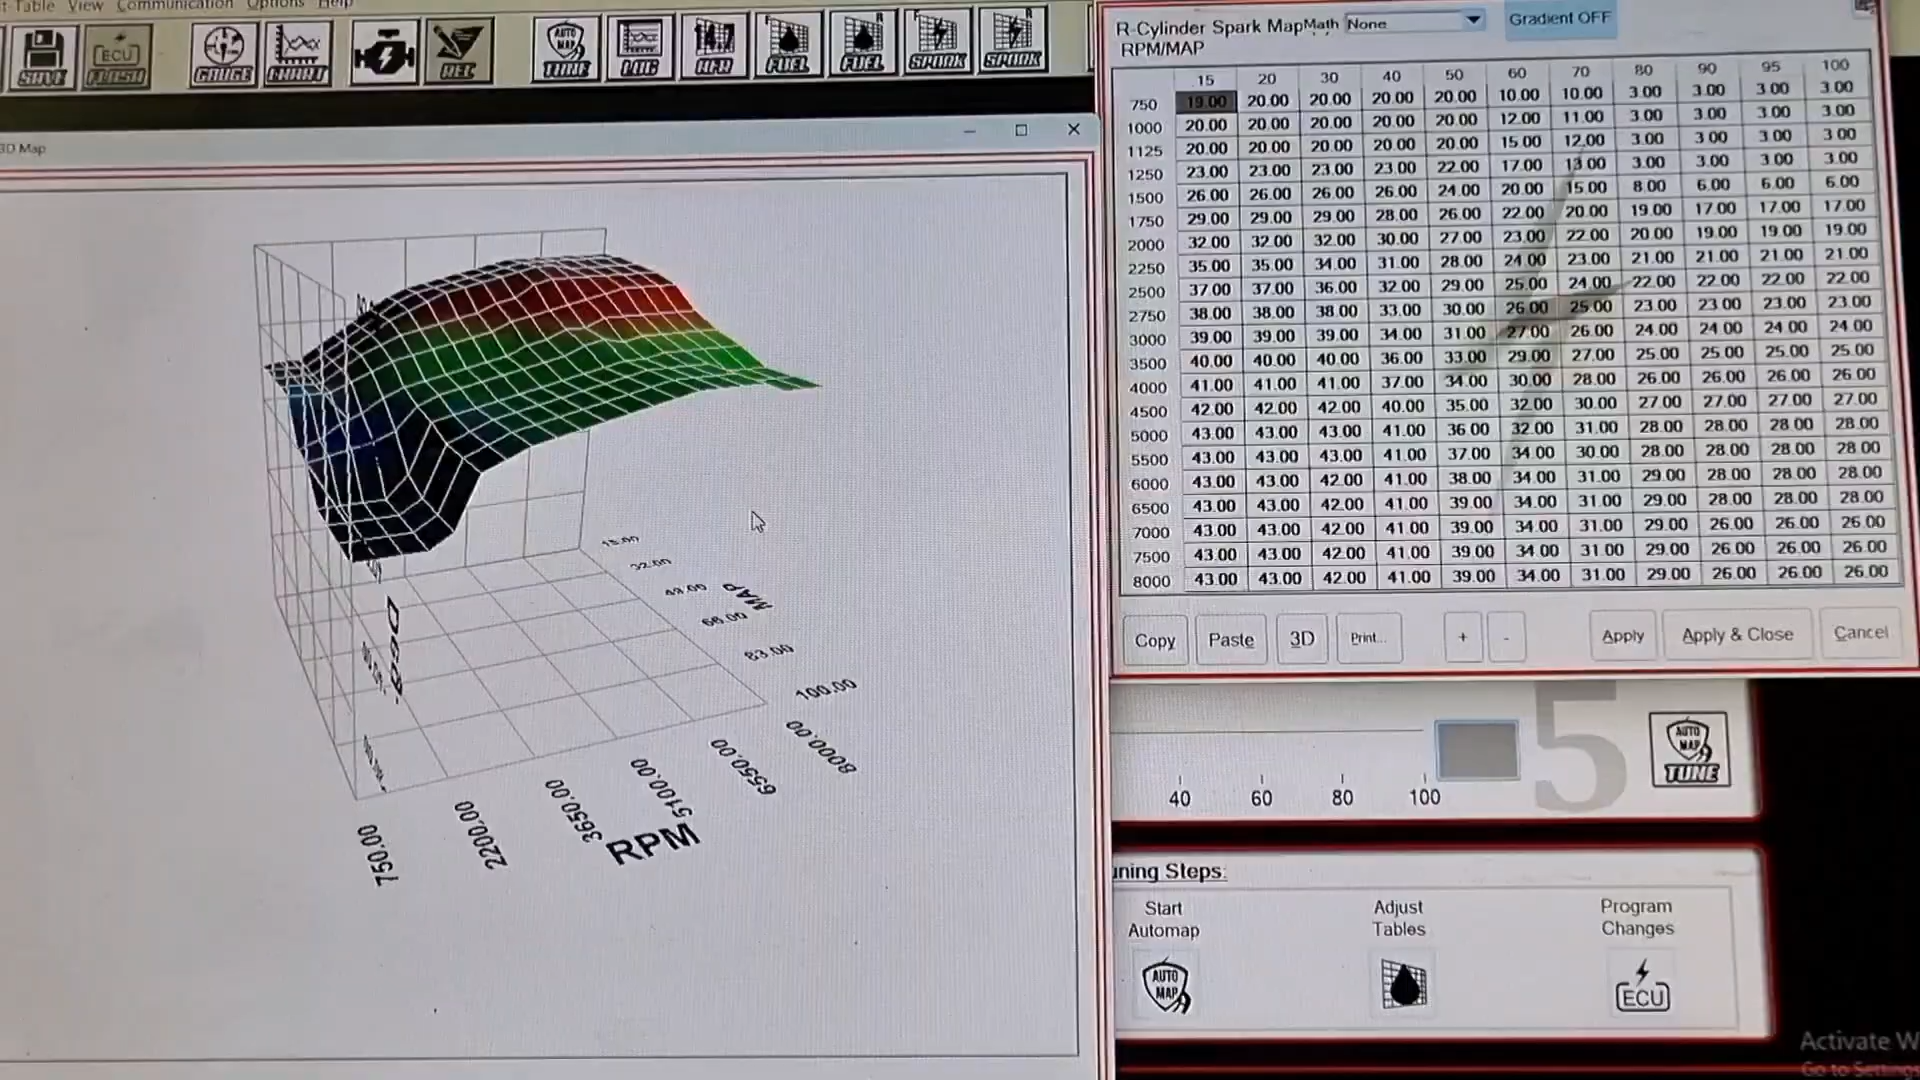 t Table View Communication Options Help
SAVE ECU FLASH GAUGE CHART REC AUTO MAP TUNE LOG 14.7 AFR F FUEL R FUEL F SPARK R SPARK
3D Map
MAP
15.00
32.00
49.00
66.00
83.00
100.00
RPM
750.00
2200.00
3650.00
5100.00
6550.00
8000.00
R-Cylinder Spark Map Math None Gradient OFF
RPM/MAP
15 20 30 40 50 60 70 80 90 95 100
750 19.00 20.00 20.00 20.00 20.00 10.00 10.00 3.00 3.00 3.00 3.00
1000 20.00 20.00 20.00 20.00 20.00 12.00 11.00 3.00 3.00 3.00 3.00
1125 20.00 20.00 20.00 20.00 20.00 15.00 12.00 3.00 3.00 3.00 3.00
1250 23.00 23.00 23.00 23.00 22.00 17.00 13.00 3.00 3.00 3.00 3.00
1500 26.00 26.00 26.00 26.00 24.00 20.00 15.00 8.00 6.00 6.00 6.00
1750 29.00 29.00 29.00 28.00 26.00 22.00 20.00 19.00 17.00 17.00 17.00
2000 32.00 32.00 32.00 30.00 27.00 23.00 22.00 20.00 19.00 19.00 19.00
2250 35.00 35.00 34.00 31.00 28.00 24.00 23.00 21.00 21.00 21.00 21.00
2500 37.00 37.00 36.00 32.00 29.00 25.00 24.00 22.00 22.00 22.00 22.00
2750 38.00 38.00 38.00 33.00 30.00 26.00 25.00 23.00 23.00 23.00 23.00
3000 39.00 39.00 39.00 34.00 31.00 27.00 26.00 24.00 24.00 24.00 24.00
3500 40.00 40.00 40.00 36.00 33.00 29.00 27.00 25.00 25.00 25.00 25.00
4000 41.00 41.00 41.00 37.00 34.00 30.00 28.00 26.00 26.00 26.00 26.00
4500 42.00 42.00 42.00 40.00 35.00 32.00 30.00 27.00 27.00 27.00 27.00
5000 43.00 43.00 43.00 41.00 36.00 32.00 31.00 28.00 28.00 28.00 28.00
5500 43.00 43.00 43.00 41.00 37.00 34.00 30.00 28.00 28.00 28.00 28.00
6000 43.00 43.00 42.00 41.00 38.00 34.00 31.00 29.00 28.00 28.00 28.00
6500 43.00 43.00 42.00 41.00 39.00 34.00 31.00 29.00 28.00 28.00 28.00
7000 43.00 43.00 42.00 41.00 39.00 34.00 31.00 29.00 26.00 26.00 26.00
7500 43.00 43.00 42.00 41.00 39.00 34.00 31.00 29.00 26.00 26.00 26.00
8000 43.00 43.00 42.00 41.00 39.00 34.00 31.00 29.00 26.00 26.00 26.00
Copy Paste 3D Print... + - Apply Apply & Close Cancel
40 60 80 100
5
AUTO MAP TUNE
uning Steps:
Start Automap
Adjust Tables
Program Changes
AUTO MAP
ECU
Activate W
Go to Settings